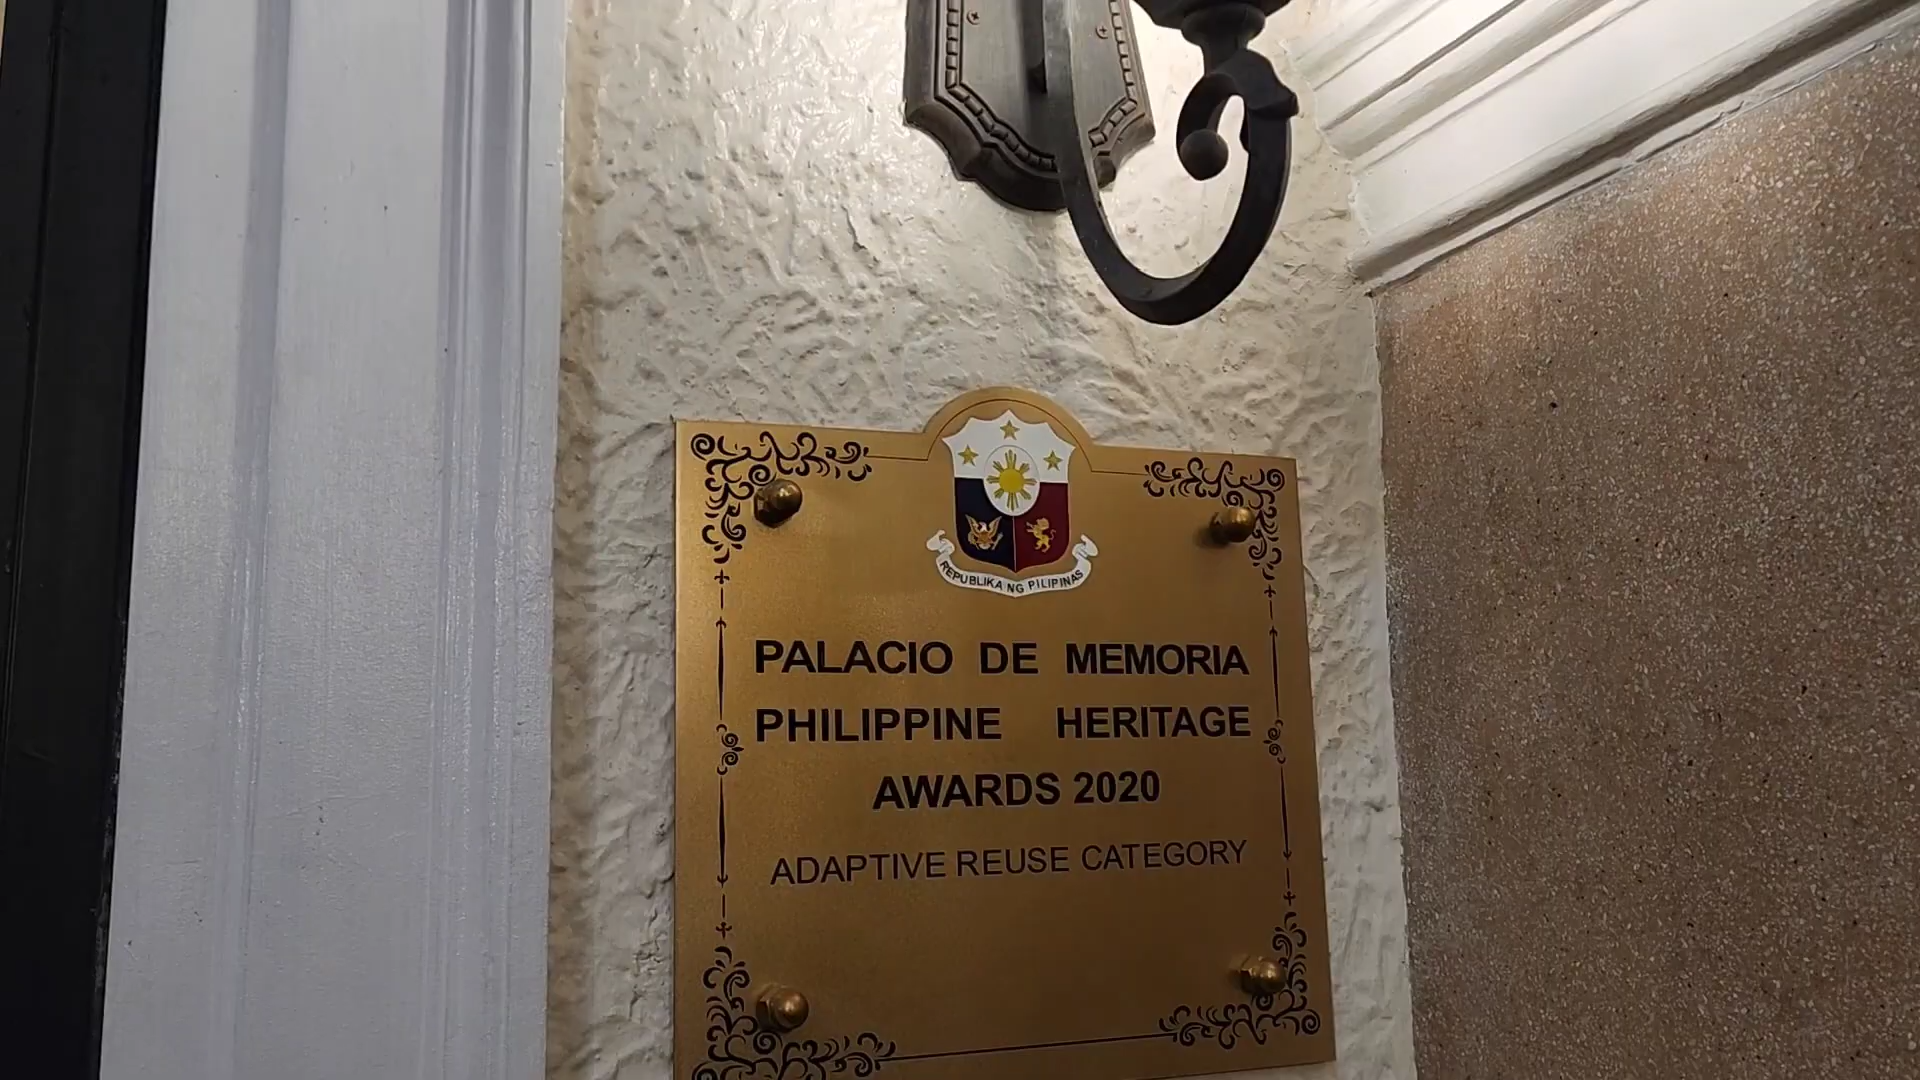 REPUBLIKA NG PILIPINAS
PALACIO DE MEMORIA
PHILIPPINE HERITAGE
AWARDS 2020
ADAPTIVE REUSE CATEGORY